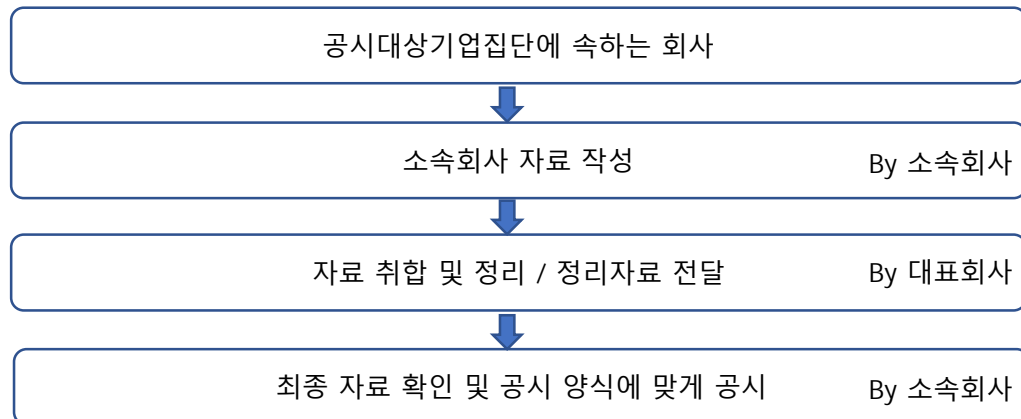 공시대상기업집단에 속하는 회사
소속회사 자료 작성 By 소속회사
자료 취합 및 정리 / 정리자료 전달 By 대표회사
최종 자료 확인 및 공시 양식에 맞게 공시 By 소속회사